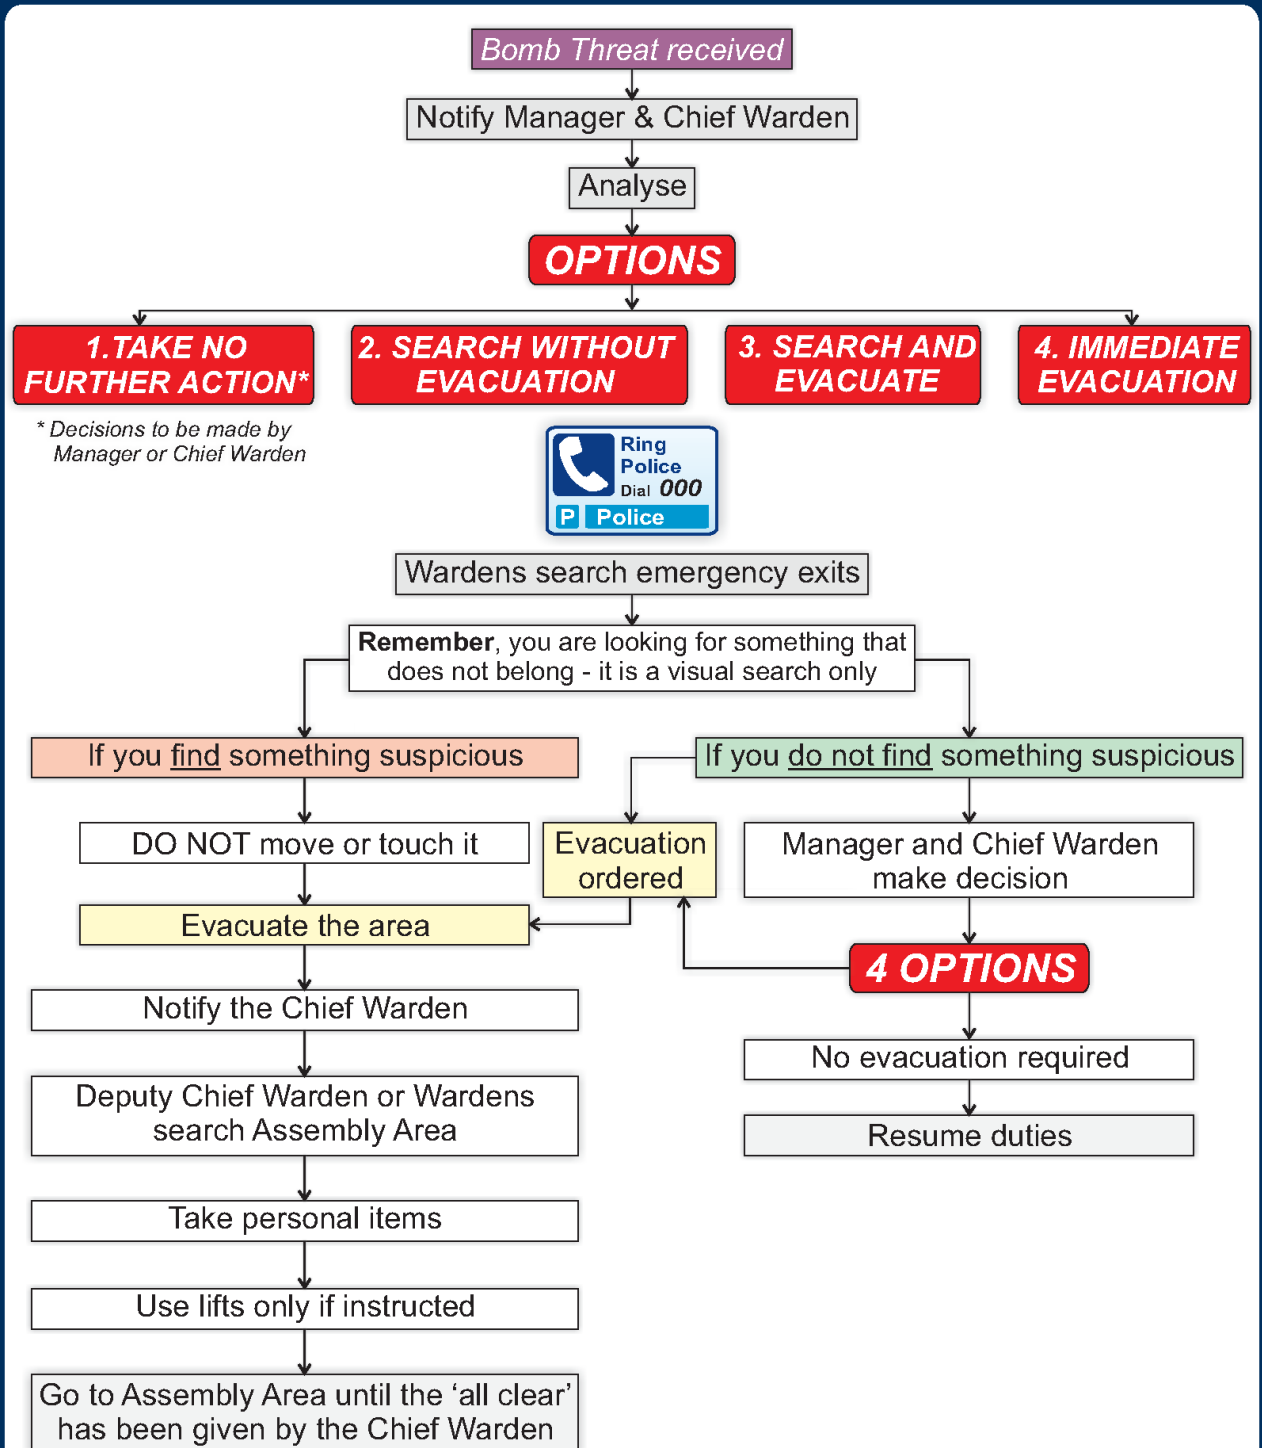 Bomb Threat received
Notify Manager & Chief Warden
Analyse
OPTIONS
1.TAKE NO
FURTHER ACTION*
2. SEARCH WITHOUT
EVACUATION
3. SEARCH AND
EVACUATE
4. IMMEDIATE
EVACUATION
* Decisions to be made by
Manager or Chief Warden
Ring
Police
Dial 000
P Police
Wardens search emergency exits
Remember, you are looking for something that
does not belong - it is a visual search only
If you find something suspicious
If you do not find something suspicious
DO NOT move or touch it
Evacuation
ordered
Manager and Chief Warden
make decision
Evacuate the area
4 OPTIONS
Notify the Chief Warden
No evacuation required
Deputy Chief Warden or Wardens
search Assembly Area
Resume duties
Take personal items
Use lifts only if instructed
Go to Assembly Area until the ‘all clear’
has been given by the Chief Warden